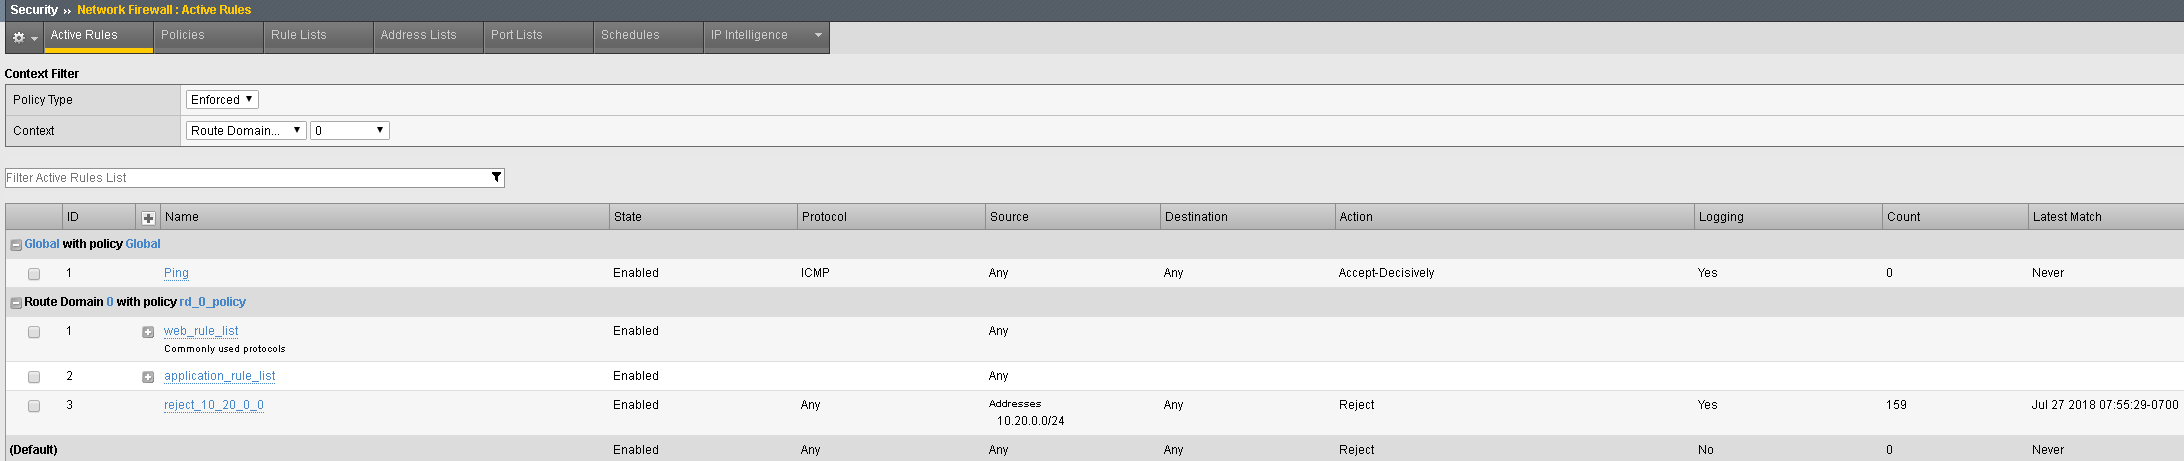 Security ›› Network Firewall : Active Rules
Active Rules Policies Rule Lists Address Lists Port Lists Schedules IP Intelligence
Context Filter
Policy Type Enforced
Context Route Domain... 0
Filter Active Rules List
ID Name State Protocol Source Destination Action Logging Count Latest Match
Global with policy Global
1 Ping Enabled ICMP Any Any Accept-Decisively Yes 0 Never
Route Domain 0 with policy rd_0_policy
1 web_rule_list Enabled Any
Commonly used protocols
2 application_rule_list Enabled Any
3 reject_10_20_0_0 Enabled Any Addresses Any Reject Yes 159 Jul 27 2018 07:55:29-0700
10.20.0.0/24
(Default) Enabled Any Any Any Reject No 0 Never